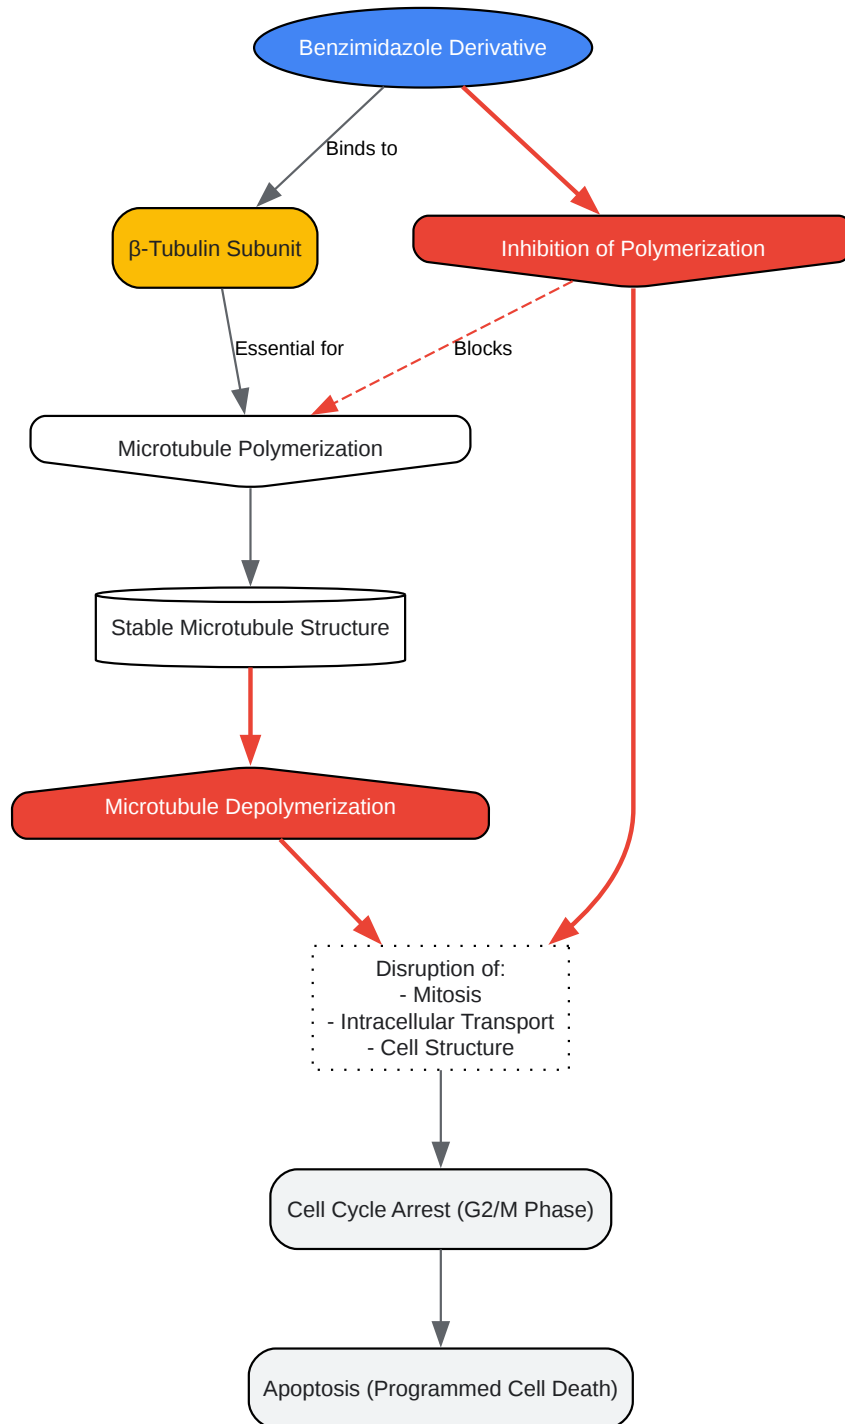 Benzimidazole Derivative
Binds to
β-Tubulin Subunit
Inhibition of Polymerization
Essential for
Blocks
Microtubule Polymerization
Stable Microtubule Structure
Microtubule Depolymerization
Disruption of:
- Mitosis
- Intracellular Transport
- Cell Structure
Cell Cycle Arrest (G2/M Phase)
Apoptosis (Programmed Cell Death)